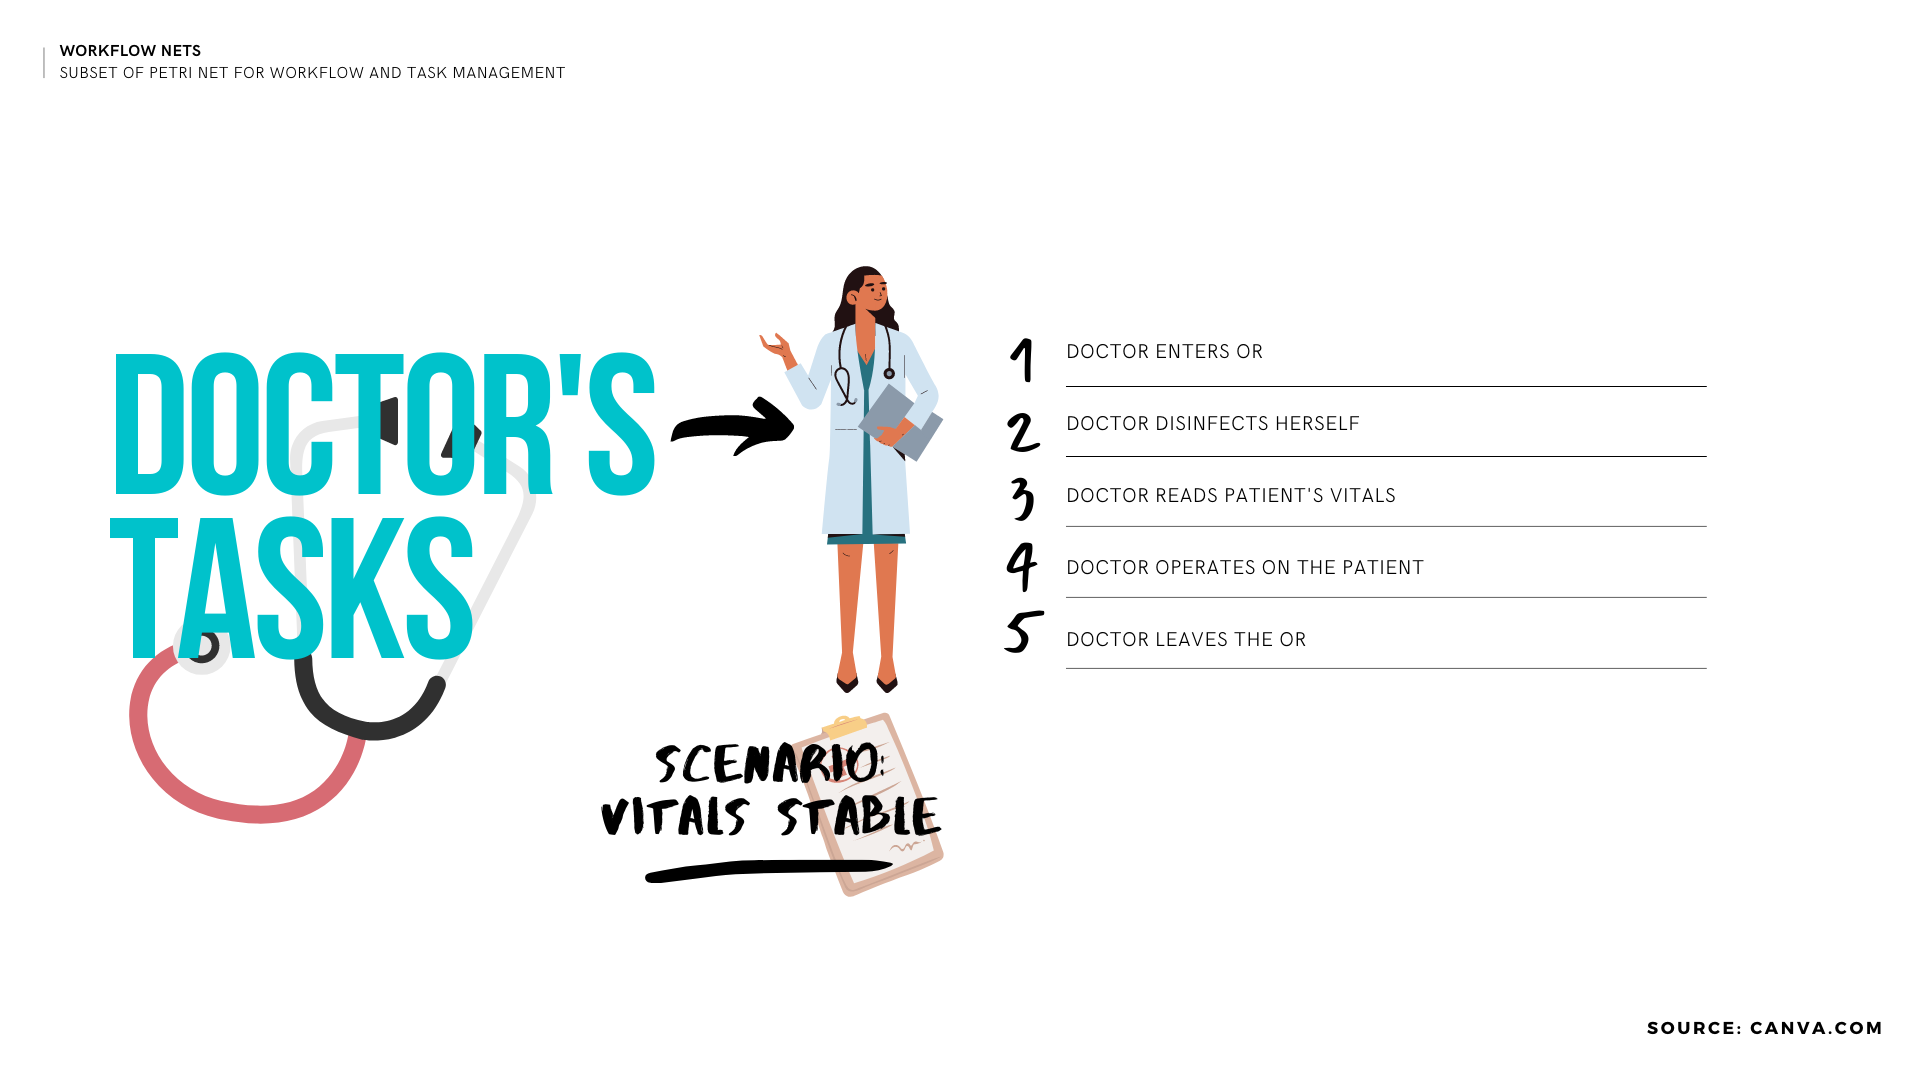 WORKFLOW NETS
SUBSET OF PETRI NET FOR WORKFLOW AND TASK MANAGEMENT
DOCTOR'S
TASKS
1 DOCTOR ENTERS OR
2 DOCTOR DISINFECTS HERSELF
3 DOCTOR READS PATIENT'S VITALS
4 DOCTOR OPERATES ON THE PATIENT
5 DOCTOR LEAVES THE OR
SCENARIO:
VITALS STABLE
SOURCE: CANVA.COM